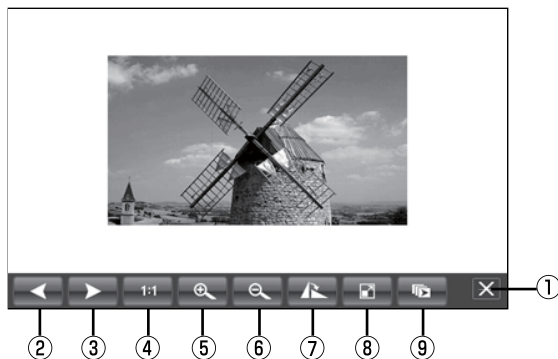 1:1
①
② ③ ④ ⑤ ⑥ ⑦ ⑧ ⑨